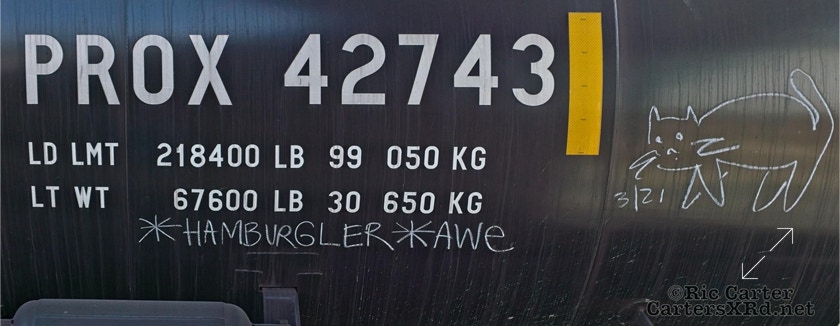 PROX 42743
LD LMT 218400 LB 99 050 KG
LT WT 67600 LB 30 650 KG
*HAMBURGLER*AWe
3/21
©Ric Carter
CartersXRd.net